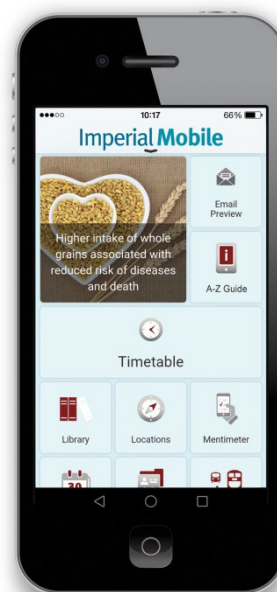 10:17
66%
Imperial Mobile
Higher intake of whole
grains associated with
reduced risk of diseases
and death
Email
Preview
i
A-Z Guide
Timetable
Library
Locations
Mentimeter
30